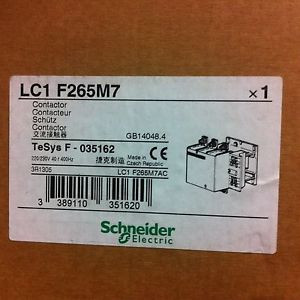 LC1 F265M7
×1
Contactor
Contacteur
Schütz
Contactor
交流接触器
GB14048.4
TeSys F - 035162
220/230V 40 / 400Hz
捷克制造
Made in
Czech Republic
3R1305
LC1 F265M7AC
3 389110 351620
Schneider
Electric